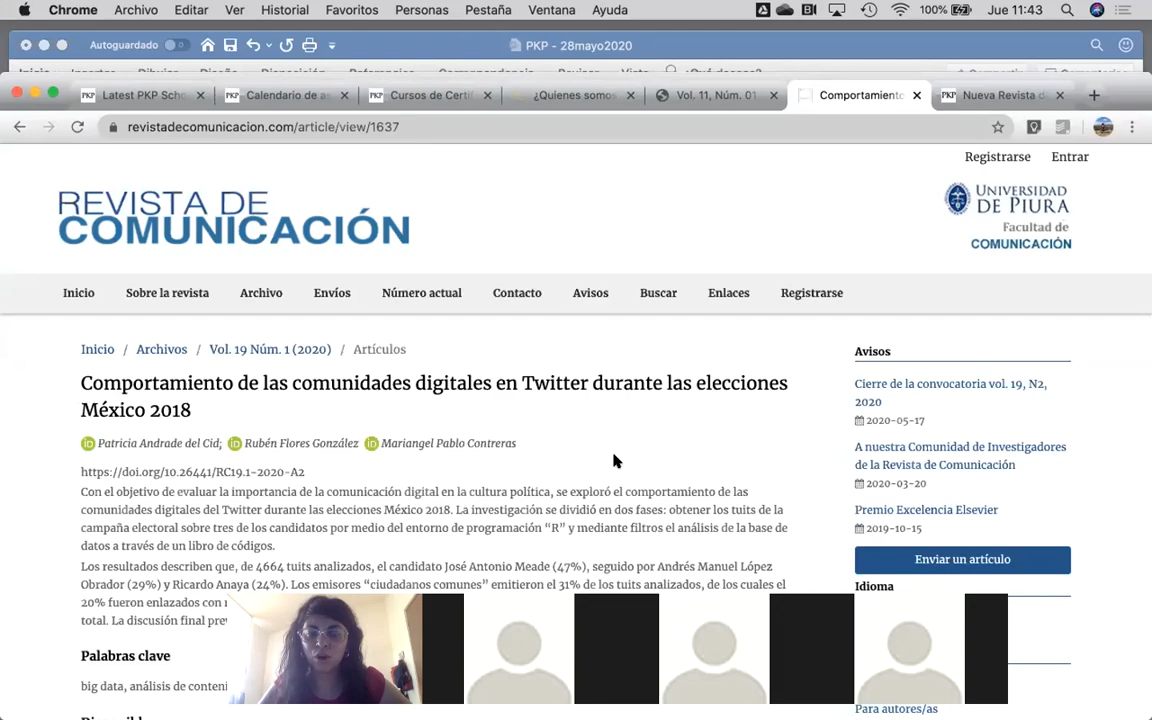 Chrome Archivo Editar Ver Historial Favoritos Personas Pestaña Ventana Ayuda 100% Jue 11:43
Autoguardado PKP - 28mayo2020
Latest PKP Scho Calendario de as Cursos de Certif ¿Quienes somos Vol. 11, Núm. 01 Comportamiento Nueva Revista d
revistadecomunicacion.com/article/view/1637
Registrarse Entrar
REVISTA DE
COMUNICACIÓN
UNIVERSIDAD
DE PIURA
Facultad de
COMUNICACIÓN
Inicio Sobre la revista Archivo Envíos Número actual Contacto Avisos Buscar Enlaces Registrarse
Inicio / Archivos / Vol. 19 Núm. 1 (2020) / Artículos
Comportamiento de las comunidades digitales en Twitter durante las elecciones
México 2018
iD Patricia Andrade del Cid; iD Rubén Flores González iD Mariangel Pablo Contreras
https://doi.org/10.26441/RC19.1-2020-A2
Con el objetivo de evaluar la importancia de la comunicación digital en la cultura política, se exploró el comportamiento de las
comunidades digitales del Twitter durante las elecciones México 2018. La investigación se dividió en dos fases: obtener los tuits de la
campaña electoral sobre tres de los candidatos por medio del entorno de programación “R” y mediante filtros el análisis de la base de
datos a través de un libro de códigos.
Los resultados describen que, de 4664 tuits analizados, el candidato José Antonio Meade (47%), seguido por Andrés Manuel López
Obrador (29%) y Ricardo Anaya (24%). Los emisores “ciudadanos comunes” emitieron el 31% de los tuits analizados, de los cuales el
20% fueron enlazados con
total. La discusión final
Palabras clave
big data, análisis de
Avisos
Cierre de la convocatoria vol. 19, N2,
2020
2020-05-17
A nuestra Comunidad de Investigadores
de la Revista de Comunicación
2020-03-20
Premio Excelencia Elsevier
2019-10-15
Enviar un artículo
Idioma
Para autores/as